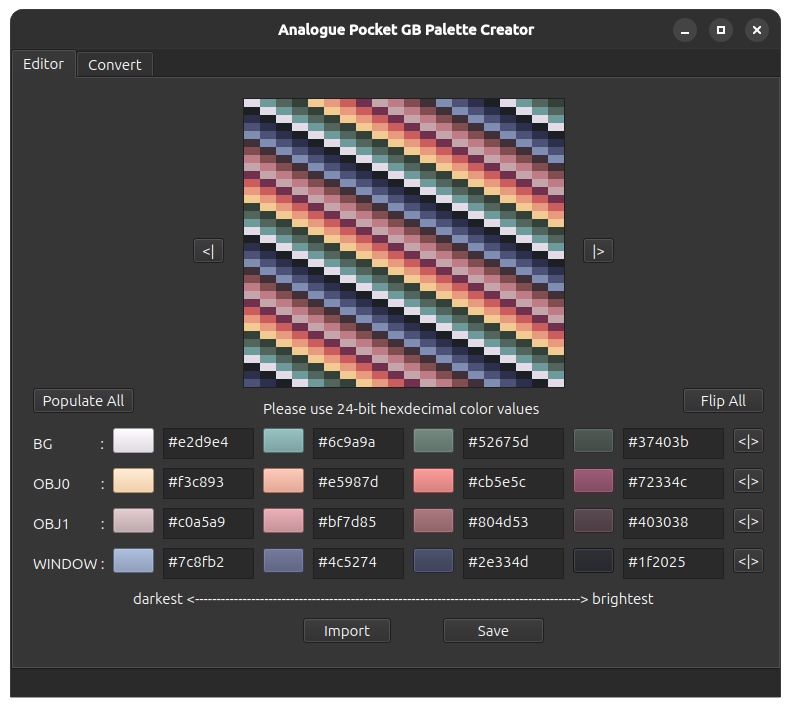 Analogue Pocket GB Palette Creator
Editor Convert
<| |>
Populate All Please use 24-bit hexdecimal color values Flip All
BG : #e2d9e4 #6c9a9a #52675d #37403b <|>
OBJ0 : #f3c893 #e5987d #cb5e5c #72334c <|>
OBJ1 : #c0a5a9 #bf7d85 #804d53 #403038 <|>
WINDOW : #7c8fb2 #4c5274 #2e334d #1f2025 <|>
darkest <--------------------------------------------------------------------------------------------> brightest
Import Save